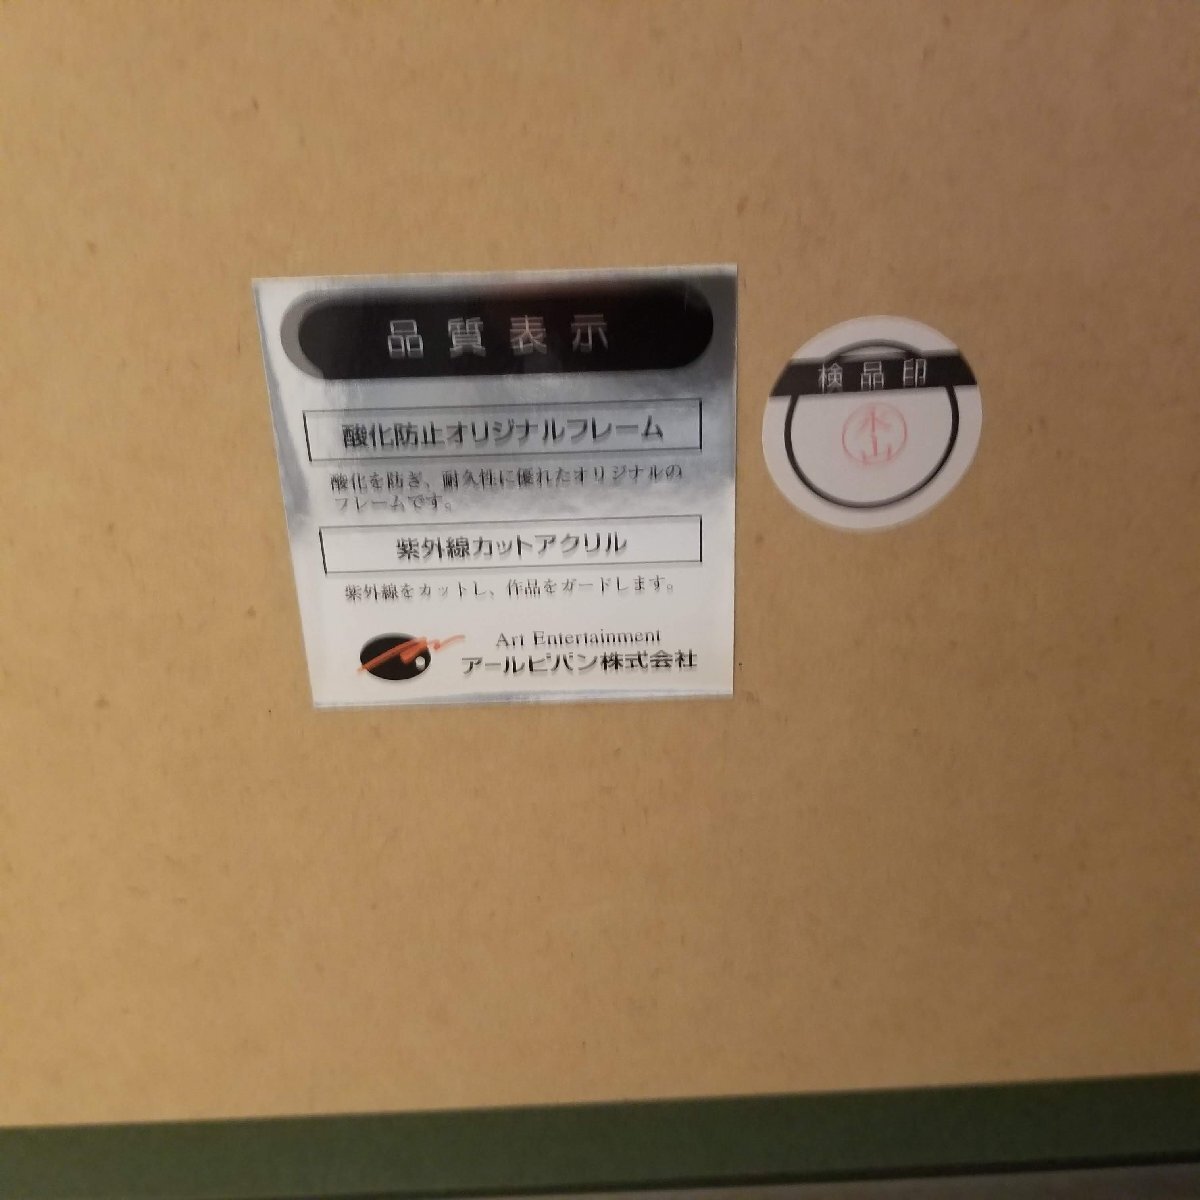 品質表示
酸化防止オリジナルフレーム
酸化を防ぎ、耐久性に優れたオリジナルの
フレームです。
紫外線カットアクリル
紫外線をカットし、作品をガードします。
Art Entertainment
アールビバン株式会社
検品印
水山